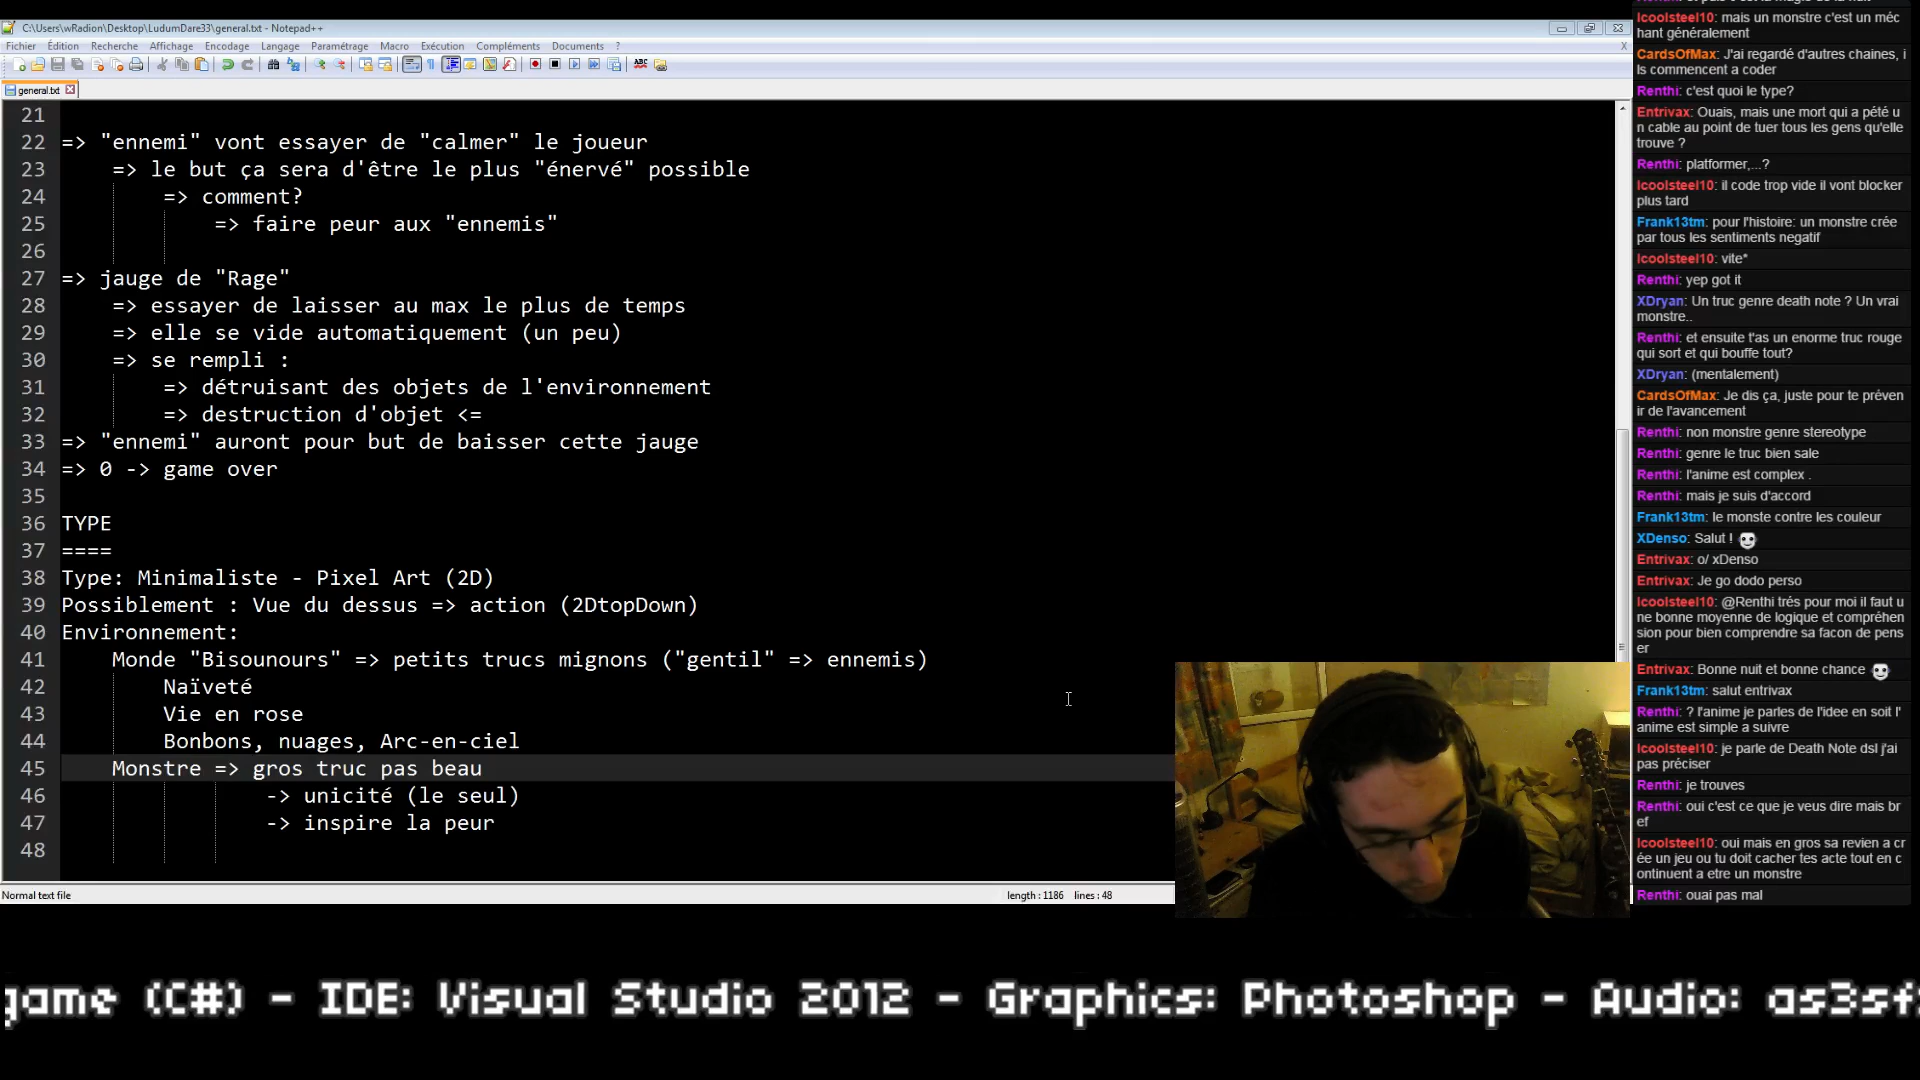 C:\Users\wRadion\Desktop\LudumDare33\general.txt - Notepad++
Fichier Édition Recherche Affichage Encodage Langage Paramétrage Macro Exécution Compléments Documents ? X
general.txt
21
22 => "ennemi" vont essayer de "calmer" le joueur
23 => le but ça sera d'être le plus "énervé" possible
24 => comment?
25 => faire peur aux "ennemis"
26
27 => jauge de "Rage"
28 => essayer de laisser au max le plus de temps
29 => elle se vide automatiquement (un peu)
30 => se rempli :
31 => détruisant des objets de l'environnement
32 => destruction d'objet <=
33 => "ennemi" auront pour but de baisser cette jauge
34 => 0 -> game over
35
36 TYPE
37 ====
38 Type: Minimaliste - Pixel Art (2D)
39 Possiblement : Vue du dessus => action (2DtopDown)
40 Environnement:
41 Monde "Bisounours" => petits trucs mignons ("gentil" => ennemis)
42 Naïveté
43 Vie en rose
44 Bonbons, nuages, Arc-en-ciel
45 Monstre => gros truc pas beau
46 -> unicité (le seul)
47 -> inspire la peur
48
Normal text file
length : 1186 lines : 48
Icoolsteel10: mais un monstre c'est un méc
hant généralement
CardsOfMax: J'ai regardé d'autres chaines, i
ls commencent a coder
Renthi: c'est quoi le type?
Entrivax: Ouais, mais une mort qui a pété u
n cable au point de tuer tous les gens qu'elle
trouve ?
Renthi: platformer,...?
Icoolsteel10: il code trop vide il vont blocker
plus tard
Frank13tm: pour l'histoire: un monstre crée
par tous les sentiments negatif
Icoolsteel10: vite*
Renthi: yep got it
XDryan: Un truc genre death note ? Un vrai
monstre..
Renthi: et ensuite t'as un enorme truc rouge
qui sort et qui bouffe tout?
XDryan: (mentalement)
CardsOfMax: Je dis ça, juste pour te préven
ir de l'avancement
Renthi: non monstre genre stereotype
Renthi: genre le truc bien sale
Renthi: l'anime est complex .
Renthi: mais je suis d'accord
Frank13tm: le monste contre les couleur
XDenso: Salut !
Entrivax: o/ xDenso
Entrivax: Je go dodo perso
Icoolsteel10: @Renthi trés pour moi il faut u
ne bonne moyenne de logique et compréhen
sion pour bien comprendre sa facon de pens
er
Entrivax: Bonne nuit et bonne chance
Frank13tm: salut entrivax
Renthi: ? l'anime je parles de l'idee en soit l'
anime est simple a suivre
Icoolsteel10: je parle de Death Note dsl j'ai
pas préciser
Renthi: je trouves
Renthi: oui c'est ce que je veus dire mais br
ef
Icoolsteel10: oui mais en gros sa revien a cr
ée un jeu ou tu doit cacher tes acte tout en c
ontinuent a etre un monstre
Renthi: ouai pas mal
game (C#) - IDE: Visual Studio 2012 - Graphics: Photoshop - Audio: as3sf